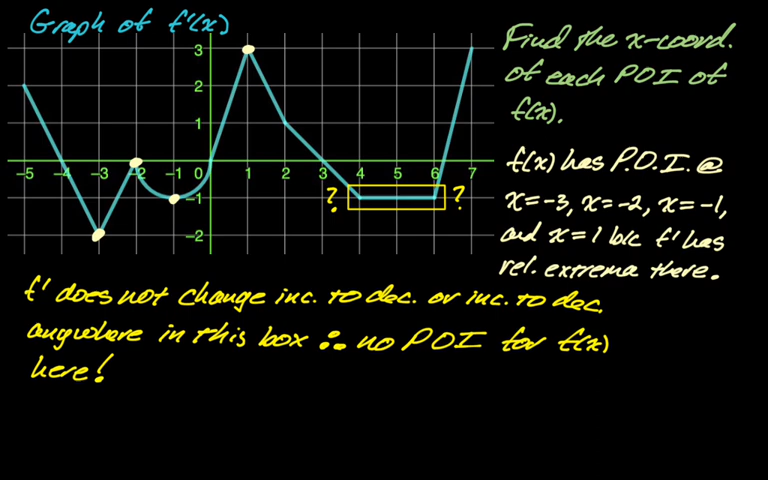 Graph of f'(x)
Find the x-coord.
of each POI of
f(x).
3
2
1
-5 -4 -3 -2 -1 0 1 2 3 4 5 6 7
-1
-2
? ?
f(x) has P.O.I. @
x=-3, x=-2, x=-1,
and x=1 b/c f' has
rel. extrema there.
f' does not change inc. to dec. or inc. to dec.
anywhere in this box ∴ no POI for f(x)
here!